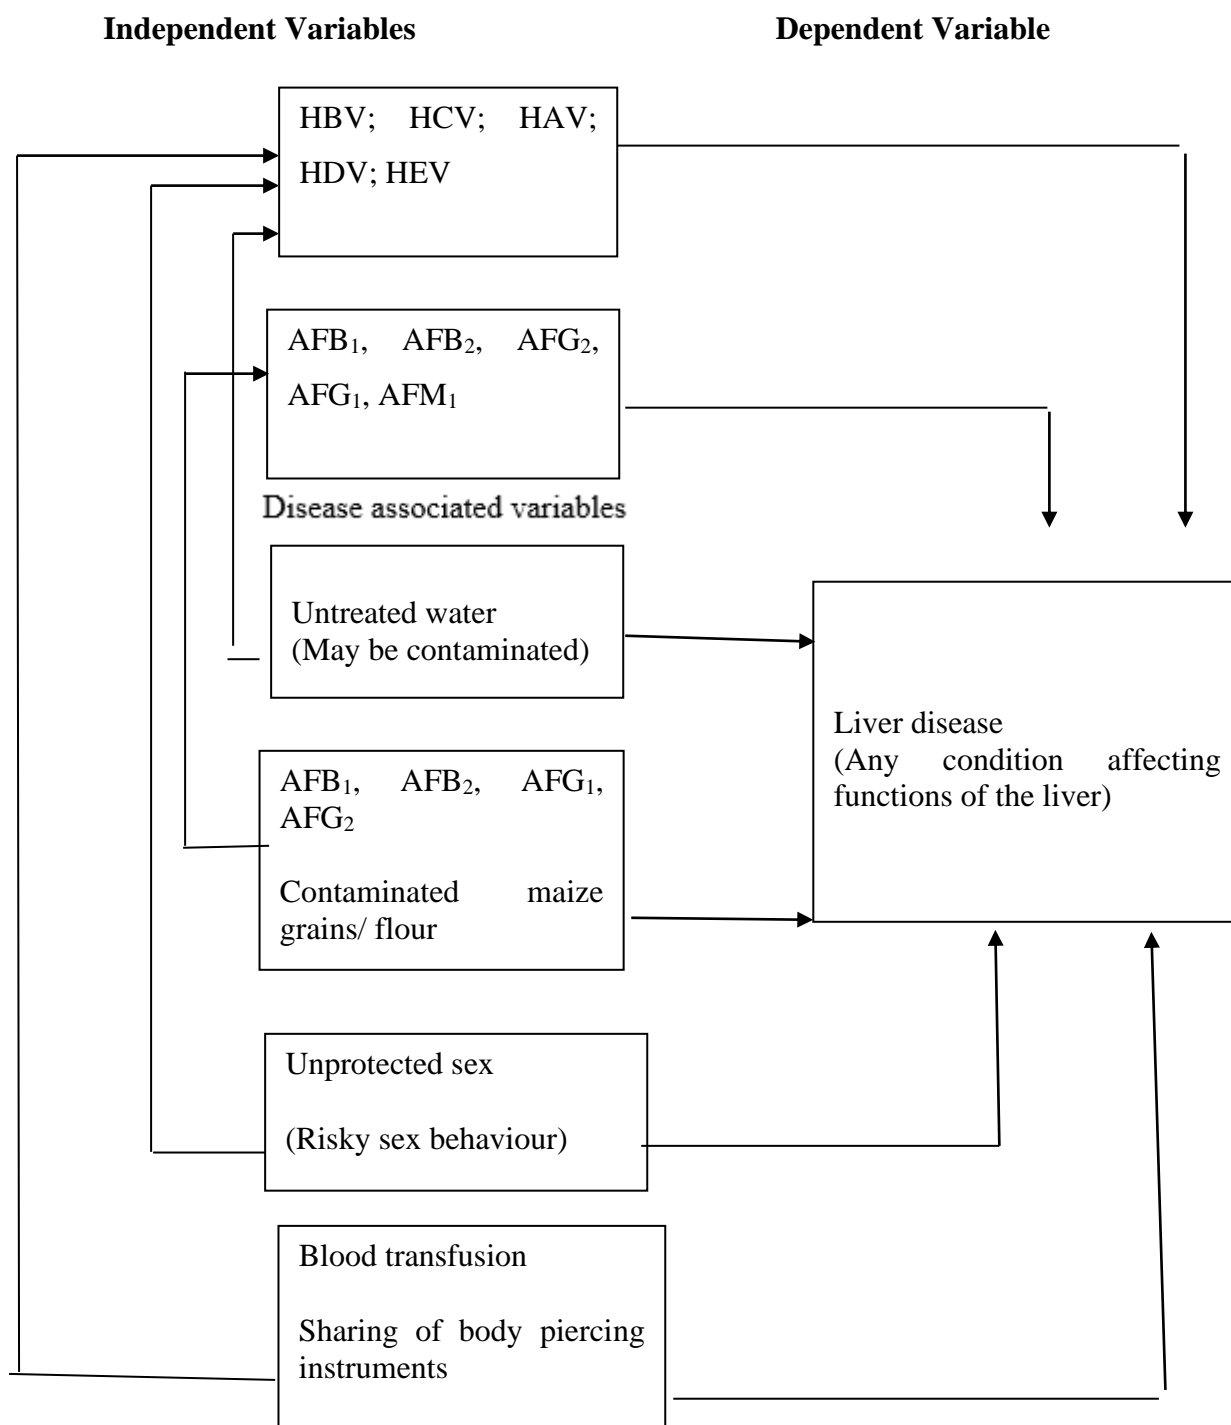 Independent Variables
Dependent Variable
HBV; HCV; HAV;
HDV; HEV
AFB₁, AFB₂, AFG₂,
AFG₁, AFM₁
Disease associated variables
Untreated water
(May be contaminated)
AFB₁, AFB₂, AFG₁,
AFG₂
Contaminated maize
grains/ flour
Liver disease
(Any condition affecting
functions of the liver)
Unprotected sex
(Risky sex behaviour)
Blood transfusion
Sharing of body piercing
instruments